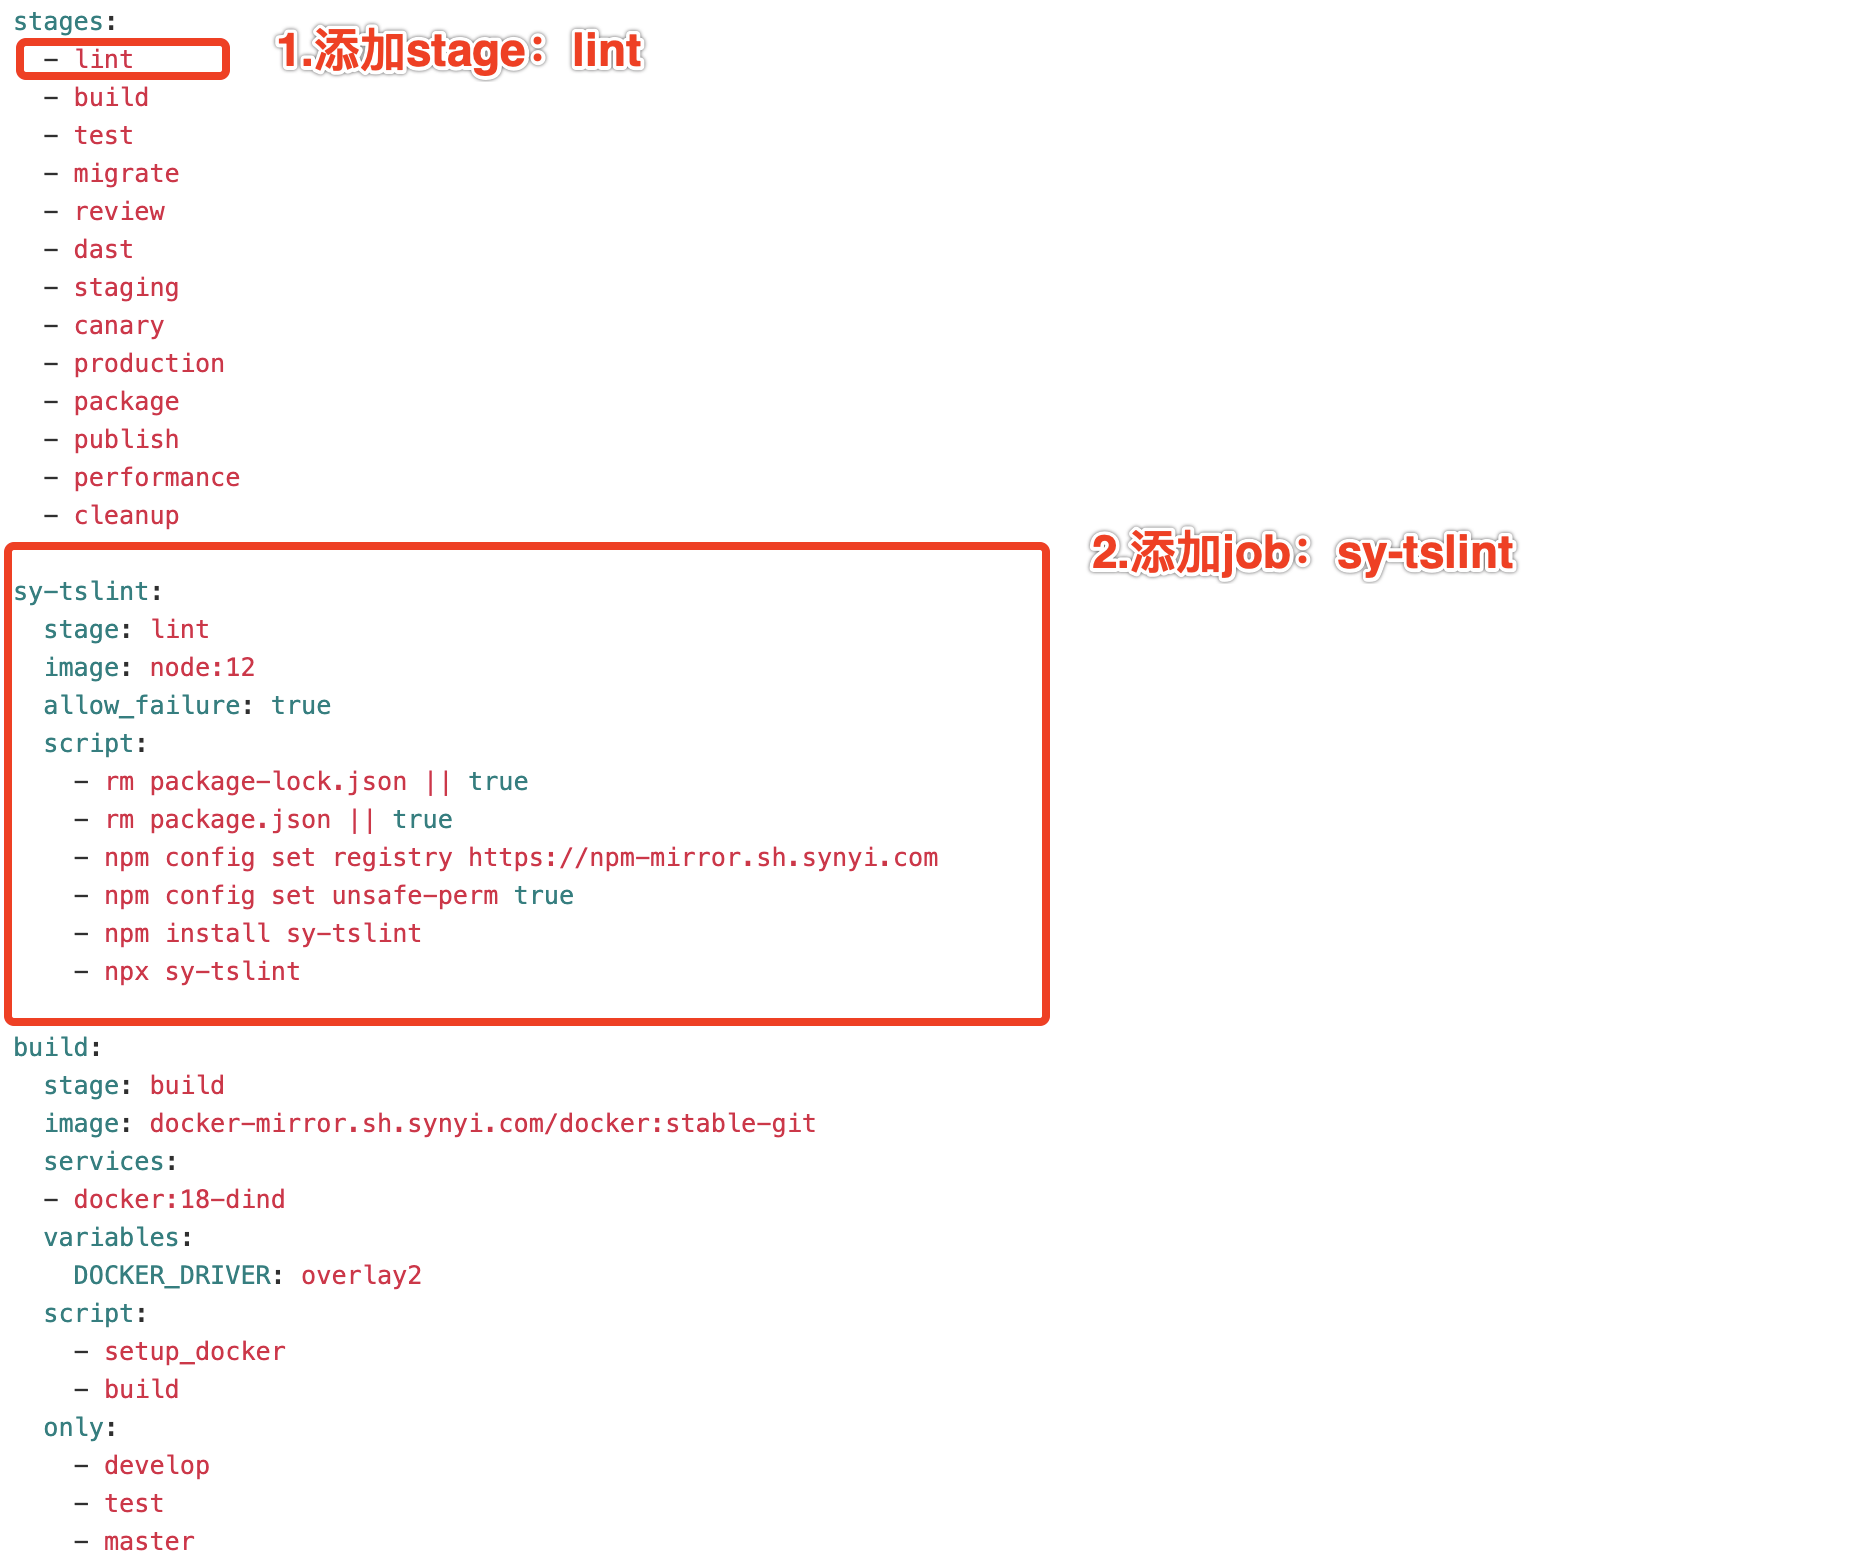 stages:
  - lint
1.添加stage：lint
  - build
  - test
  - migrate
  - review
  - dast
  - staging
  - canary
  - production
  - package
  - publish
  - performance
  - cleanup
2.添加job：sy-tslint
sy-tslint:
  stage: lint
  image: node:12
  allow_failure: true
  script:
    - rm package-lock.json || true
    - rm package.json || true
    - npm config set registry https://npm-mirror.sh.synyi.com
    - npm config set unsafe-perm true
    - npm install sy-tslint
    - npx sy-tslint
build:
  stage: build
  image: docker-mirror.sh.synyi.com/docker:stable-git
  services:
  - docker:18-dind
  variables:
    DOCKER_DRIVER: overlay2
  script:
    - setup_docker
    - build
  only:
    - develop
    - test
    - master